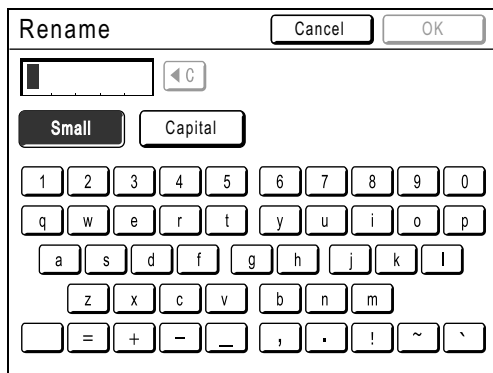 Rename Cancel OK
◀ C
Small Capital
1 2 3 4 5 6 7 8 9 0
q w e r t y u i o p
a s d f g h j k l
z x c v b n m
= + − _ , . ! ~ `